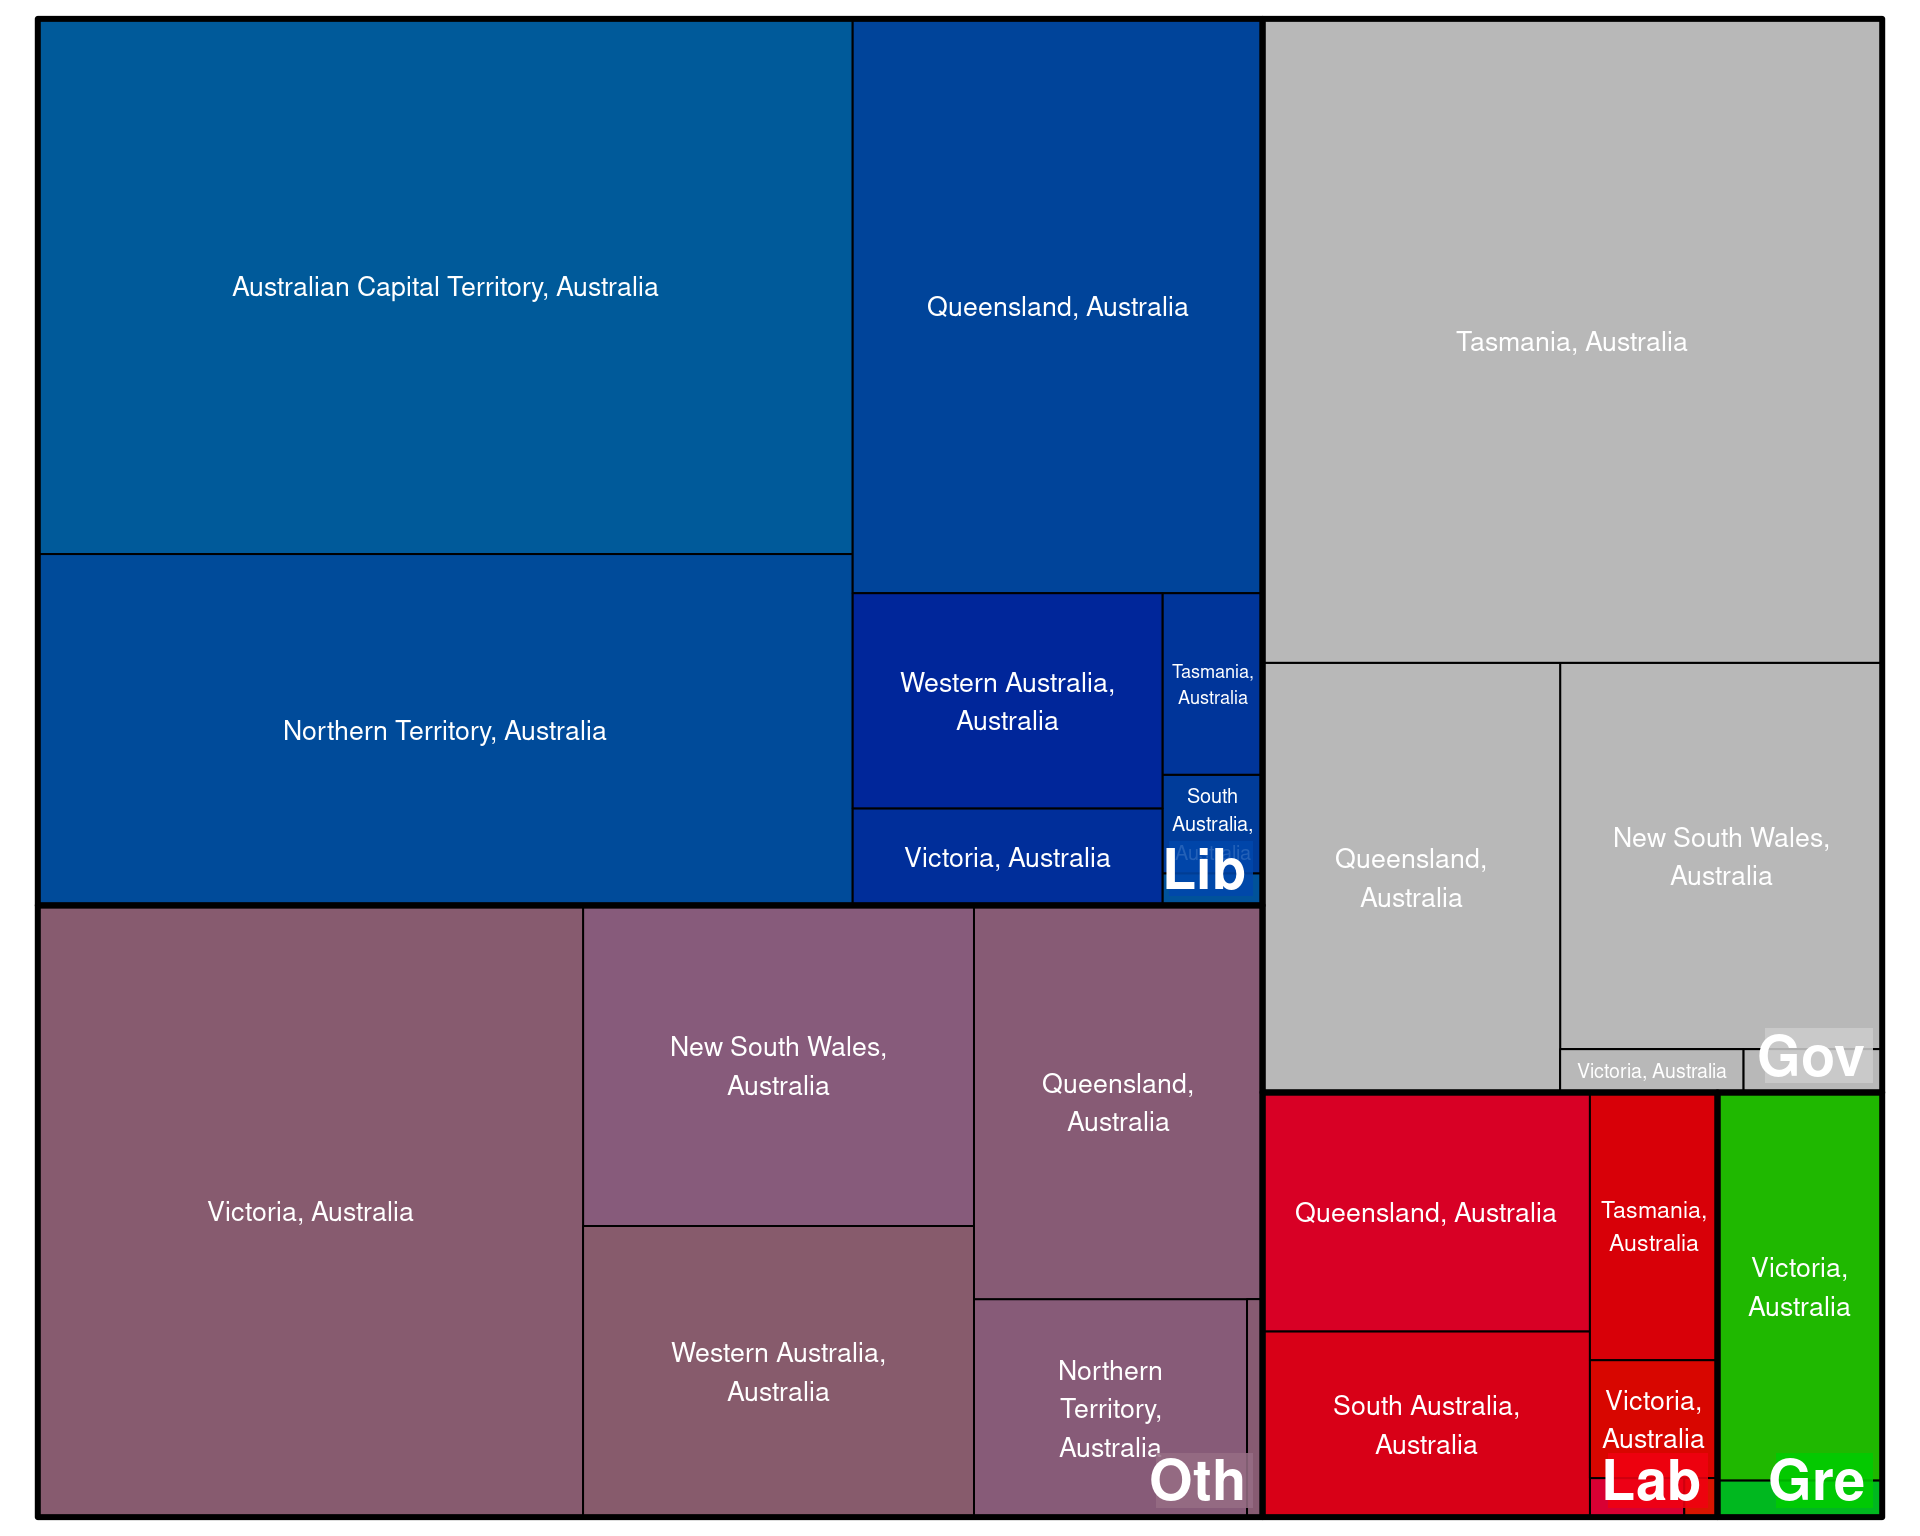 Australian Capital Territory, Australia
Northern Territory, Australia
Queensland, Australia
Western Australia,
Australia
Victoria, Australia
Tasmania,
Australia
South
Australia,
Australia
Lib
Tasmania, Australia
Queensland,
Australia
New South Wales,
Australia
Victoria, Australia
Gov
Victoria, Australia
New South Wales,
Australia
Western Australia,
Australia
Queensland,
Australia
Northern
Territory,
Australia
Oth
Queensland, Australia
South Australia,
Australia
Tasmania,
Australia
Victoria,
Australia
Lab
Victoria,
Australia
Gre